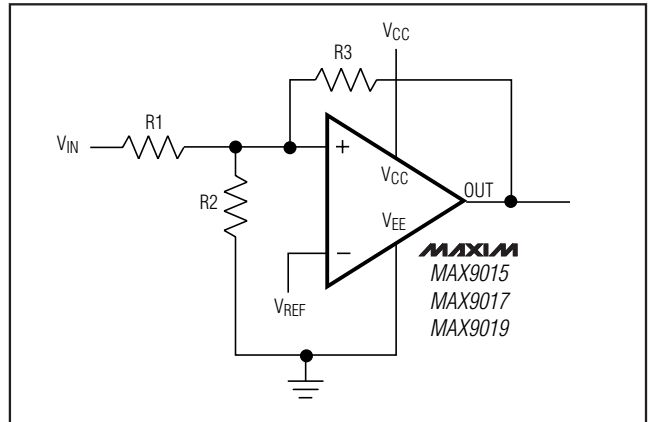 VCC
R3
R1
VIN
+
VCC
R2
OUT
VEE
−
MAXIM
MAX9015
VREF
MAX9017
MAX9019